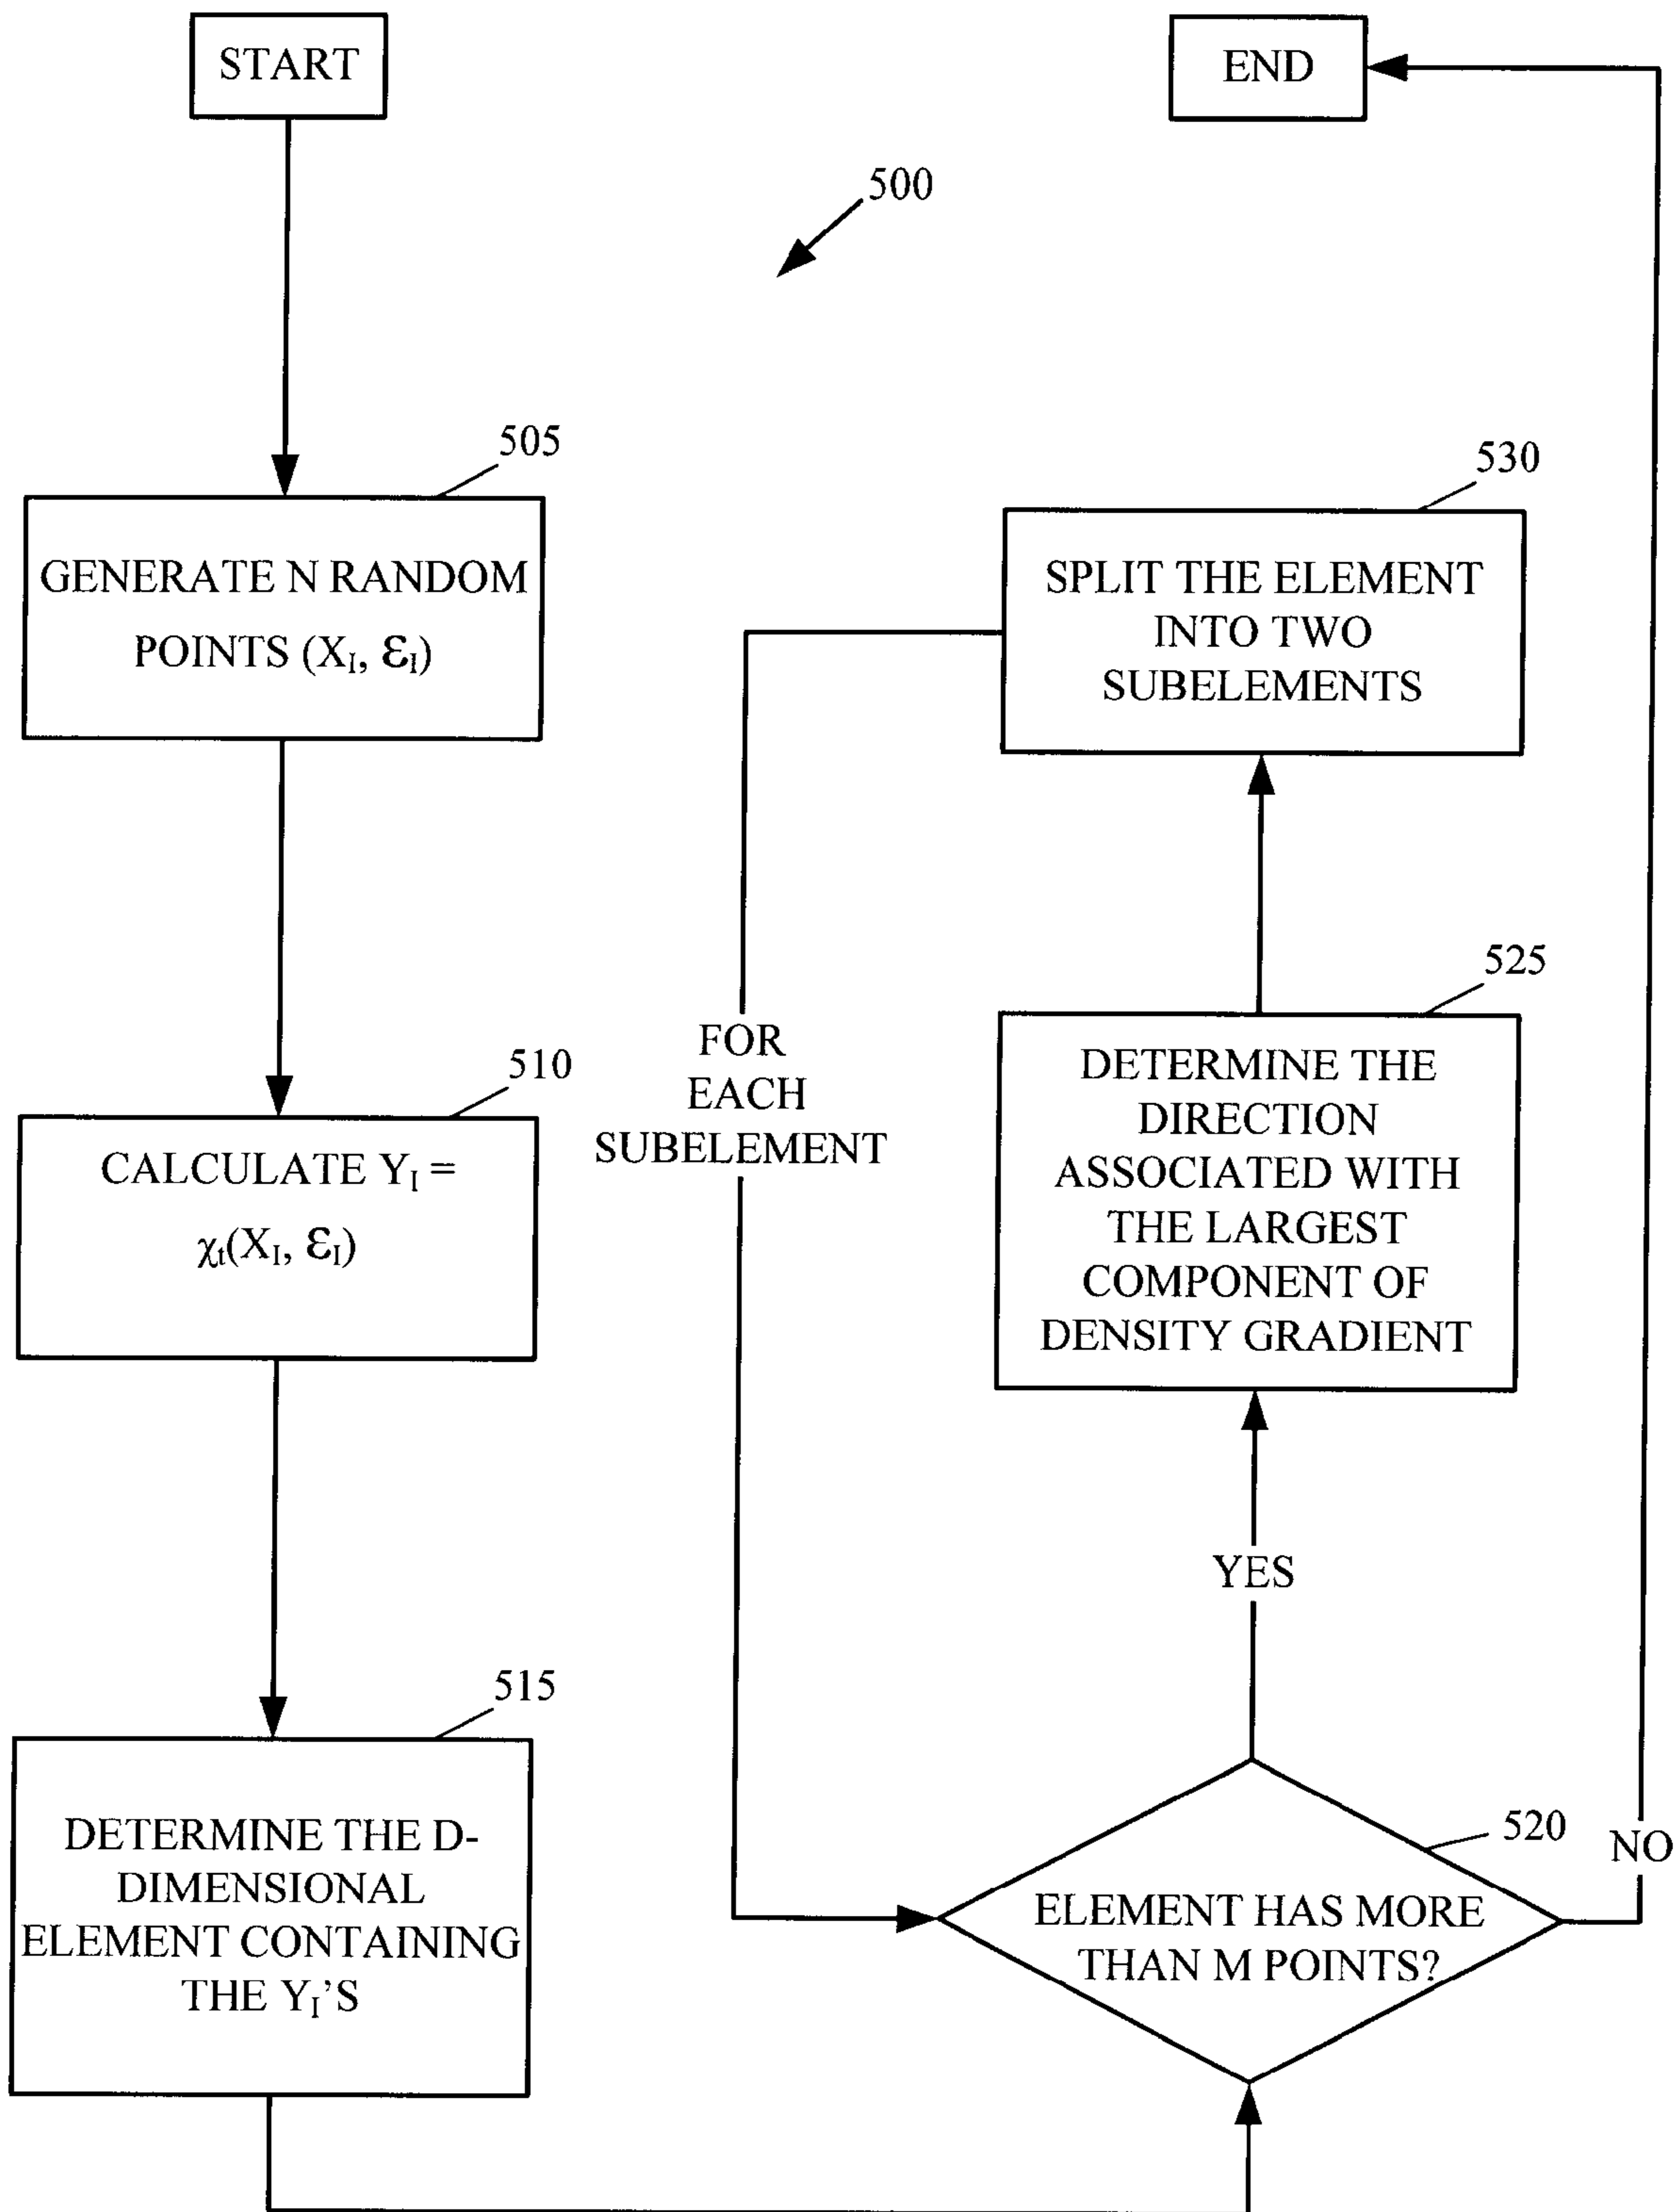 START
END
500
505
GENERATE N RANDOM
POINTS (X_I, ε_I)
510
CALCULATE Y_I =
χ_t(X_I, ε_I)
515
DETERMINE THE D-
DIMENSIONAL
ELEMENT CONTAINING
THE Y_I'S
530
SPLIT THE ELEMENT
INTO TWO
SUBELEMENTS
FOR
EACH
SUBELEMENT
525
DETERMINE THE
DIRECTION
ASSOCIATED WITH
THE LARGEST
COMPONENT OF
DENSITY GRADIENT
YES
520
NO
ELEMENT HAS MORE
THAN M POINTS?